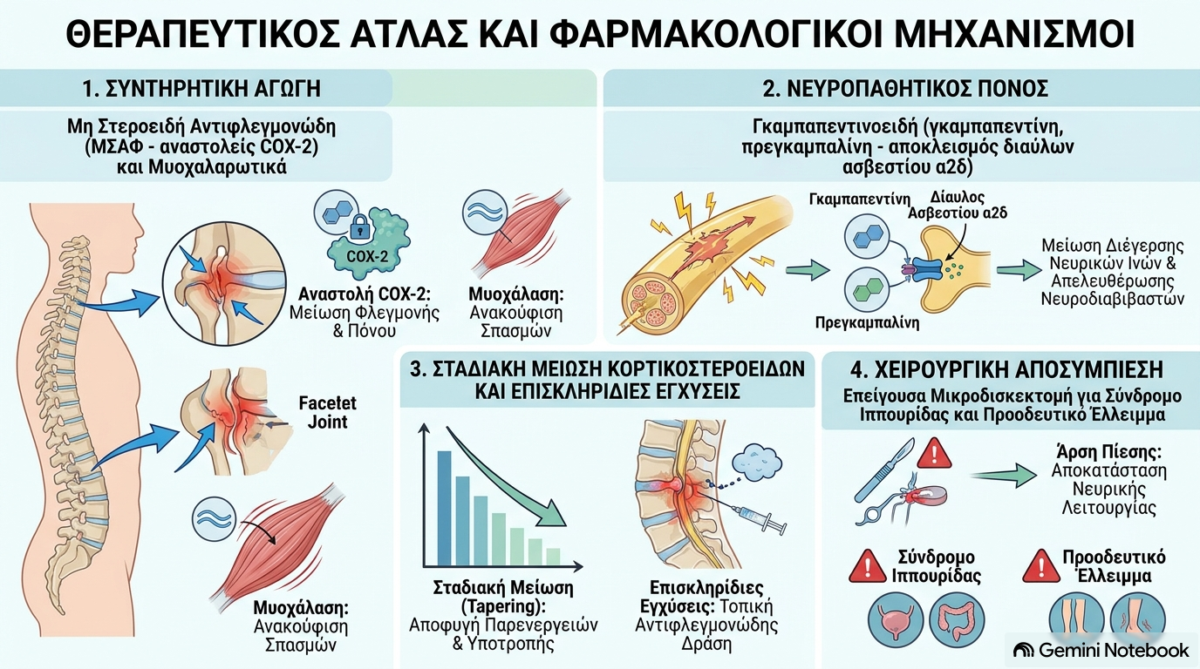 ΘΕΡΑΠΕΥΤΙΚΟΣ ΑΤΛΑΣ ΚΑΙ ΦΑΡΜΑΚΟΛΟΓΙΚΟΙ ΜΗΧΑΝΙΣΜΟΙ
1. ΣΥΝΤΗΡΗΤΙΚΗ ΑΓΩΓΗ
Μη Στεροειδή Αντιφλεγμονώδη
(ΜΣΑΦ - αναστολείς COX-2)
και Μυοχαλαρωτικά
COX-2
Αναστολή COX-2:
Μείωση Φλεγμονής
& Πόνου
Μυοχάλαση:
Ανακούφιση
Σπασμών
Facetet
Joint
Μυοχάλαση:
Ανακούφιση
Σπασμών
2. ΝΕΥΡΟΠΑΘΗΤΙΚΟΣ ΠΟΝΟΣ
Γκαμπαπεντινοειδή (γκαμπαπεντίνη,
πρεγκαμπαλίνη - αποκλεισμός διαύλων
ασβεστίου α2δ)
Γκαμπαπεντίνη
Δίαυλος
Ασβεστίου α2δ
Πρεγκαμπαλίνη
Μείωση Διέγερσης
Νευρικών Ινών &
Απελευθέρωσης
Νευροδιαβιβαστών
3. ΣΤΑΔΙΑΚΗ ΜΕΙΩΣΗ ΚΟΡΤΙΚΟΣΤΕΡΟΕΙΔΩΝ
ΚΑΙ ΕΠΙΣΚΛΗΡΙΔΙΕΣ ΕΓΧΥΣΕΙΣ
Σταδιακή Μείωση
(Tapering):
Αποφυγή Παρενεργειών
& Υποτροπής
Επισκληρίδιες
Εγχύσεις: Τοπική
Αντιφλεγμονώδης
Δράση
4. ΧΕΙΡΟΥΡΓΙΚΗ ΑΠΟΣΥΜΠΙΕΣΗ
Επείγουσα Μικροδισκεκτομή για Σύνδρομο
Ιππουρίδας και Προοδευτικό Έλλειμμα
Άρση Πίεσης:
Αποκατάσταση
Νευρικής
Λειτουργίας
Σύνδρομο
Ιππουρίδας
Προοδευτικό
Έλλειμμα
Gemini Notebook